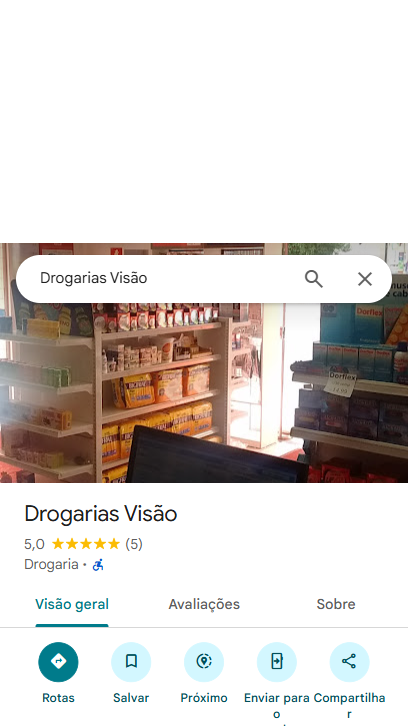 Drogarias Visão
Dorflex
Dorflex
Drogarias Visão
5,0 (5)
Drogaria ·
Visão geral
Avaliações
Sobre
Rotas
Salvar
Próximo
Enviar para o
Compartilhar